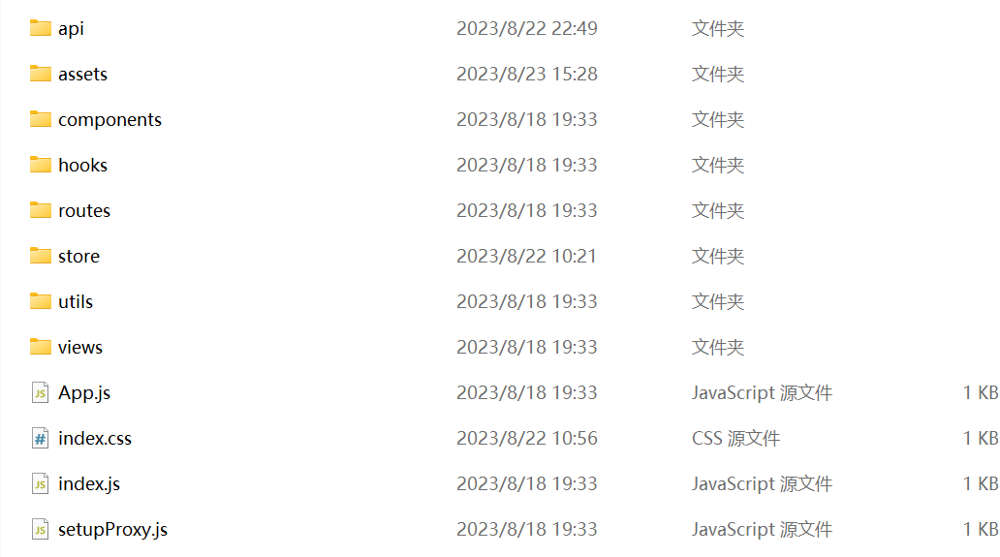 api 2023/8/22 22:49 文件夹
assets 2023/8/23 15:28 文件夹
components 2023/8/18 19:33 文件夹
hooks 2023/8/18 19:33 文件夹
routes 2023/8/18 19:33 文件夹
store 2023/8/22 10:21 文件夹
utils 2023/8/18 19:33 文件夹
views 2023/8/18 19:33 文件夹
JS App.js 2023/8/18 19:33 JavaScript 源文件 1 KB
# index.css 2023/8/22 10:56 CSS 源文件 1 KB
JS index.js 2023/8/18 19:33 JavaScript 源文件 1 KB
JS setupProxy.js 2023/8/18 19:33 JavaScript 源文件 1 KB